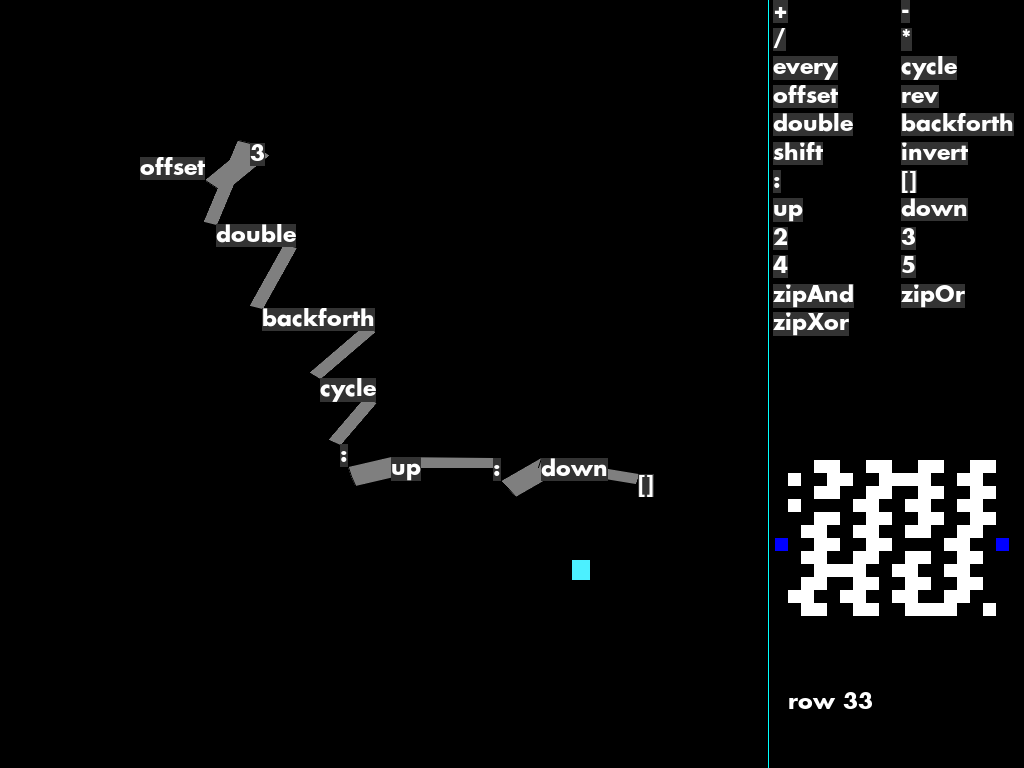 + -
/ *
every cycle
offset rev
double backforth
shift invert
: []
up down
2 3
4 5
zipAnd zipOr
zipXor
3
offset
double
backforth
cycle
: up : down []
row 33